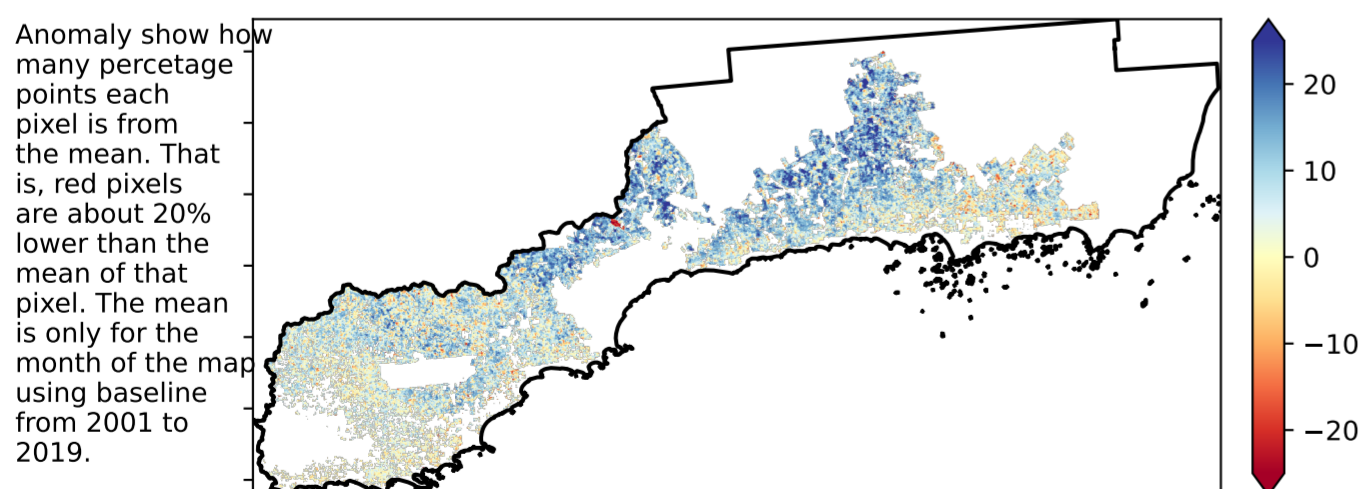 Anomaly show how
many percetage
points each
pixel is from
the mean. That
is, red pixels
are about 20%
lower than the
mean of that
pixel. The mean
is only for the
month of the map
using baseline
from 2001 to
2019.
20
10
0
−10
−20